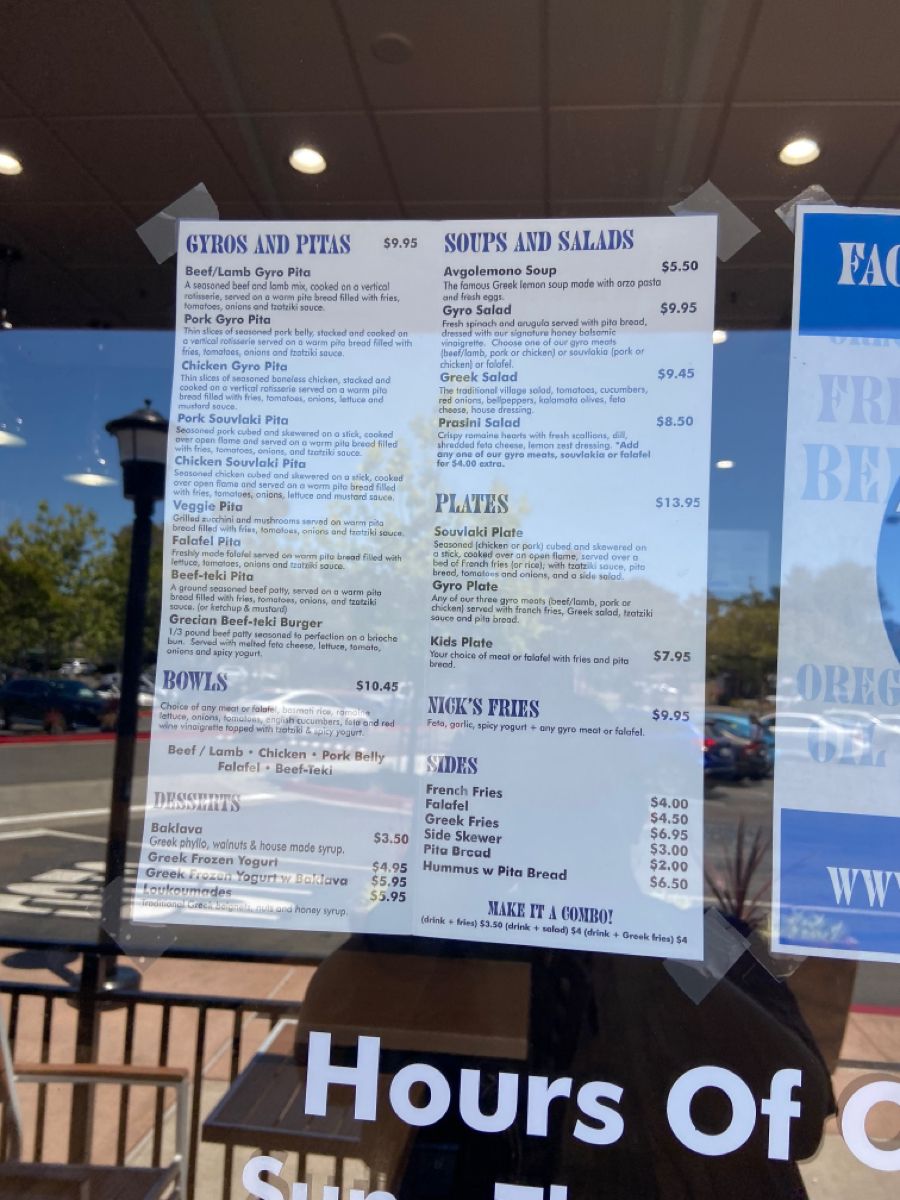 GYROS AND PITAS $9.95
Beef/Lamb Gyro Pita
A seasoned beef and lamb mix, cooked on a vertical
rotisserie, served on a warm pita bread filled with fries,
tomatoes, onions and tzatziki sauce.
Pork Gyro Pita
Thin slices of seasoned pork belly, stacked and cooked on
a vertical rotisserie served on a warm pita bread filled with
fries, tomatoes, onions and tzatziki sauce.
Chicken Gyro Pita
Thin slices of seasoned boneless chicken, stacked and
cooked on a vertical rotisserie served on a warm pita
bread filled with fries, tomatoes, onions, lettuce and
mustard sauce.
Pork Souvlaki Pita
Seasoned pork cubed and skewered on a stick, cooked
over open flame and served on a warm pita bread filled
with fries, tomatoes, onions, and tzatziki sauce.
Chicken Souvlaki Pita
Seasoned chicken cubed and skewered on a stick, cooked
over open flame and served on a warm pita bread filled
with fries, tomatoes, onions, lettuce and mustard sauce.
Veggie Pita
Grilled zucchini and mushrooms served on warm pita
bread filled with fries, tomatoes, onions and tzatziki sauce.
Falafel Pita
Freshly made falafel served on warm pita bread filled with
lettuce, tomatoes, onions and tzatziki sauce.
Beef-teki Pita
A ground seasoned beef patty, served on a warm pita
bread filled with fries, tomatoes, onions, and tzatziki
sauce. (or ketchup & mustard)
Grecian Beef-teki Burger
1/3 pound beef patty seasoned to perfection on a brioche
bun. Served with melted feta cheese, lettuce, tomato,
onions and spicy yogurt.
BOWLS $10.45
Choice of any meat or falafel, basmati rice, romaine
lettuce, onions, tomatoes, english cucumbers, feta and red
wine vinaigrette topped with tzatziki & spicy yogurt.
Beef / Lamb • Chicken • Pork Belly
Falafel • Beef-Teki
DESSERTS
Baklava $3.50
Greek phyllo, walnuts & house made syrup.
Greek Frozen Yogurt $4.95
Greek Frozen Yogurt w Baklava $5.95
Loukoumades $5.95
Traditional Greek beignets, nuts and honey syrup.
SOUPS AND SALADS
Avgolemono Soup $5.50
The famous Greek lemon soup made with orzo pasta
and fresh eggs.
Gyro Salad $9.95
Fresh spinach and arugula served with pita bread,
dressed with our signature honey balsamic
vinaigrette. Choose one of our gyro meats
(beef/lamb, pork or chicken) or souvlakia (pork or
chicken) or falafel.
Greek Salad $9.45
The traditional village salad, tomatoes, cucumbers,
red onions, bellpeppers, kalamata olives, feta
cheese, house dressing.
Prasini Salad $8.50
Crispy romaine hearts with fresh scallions, dill,
shredded feta cheese, lemon zest dressing. *Add
any one of our gyro meats, souvlakia or falafel
for $4.00 extra.
PLATES $13.95
Souvlaki Plate
Seasoned (chicken or pork) cubed and skewered on
a stick, cooked over an open flame, served over a
bed of French fries (or rice); with tzatziki sauce, pita
bread, tomatoes and onions, and a side salad.
Gyro Plate
Any of our three gyro meats (beef/lamb, pork or
chicken) served with french fries, Greek salad, tzatziki
sauce and pita bread.
Kids Plate $7.95
Your choice of meat or falafel with fries and pita
bread.
NICK'S FRIES $9.95
Feta, garlic, spicy yogurt + any gyro meat or falafel.
SIDES
French Fries $4.00
Falafel $4.50
Greek Fries $6.95
Side Skewer $3.00
Pita Bread $2.00
Hummus w Pita Bread $6.50
MAKE IT A COMBO!
(drink + fries) $3.50 (drink + salad) $4 (drink + Greek fries) $4
FAC
FRE
BEV
OREG
OIL
WWW
Hours Of O